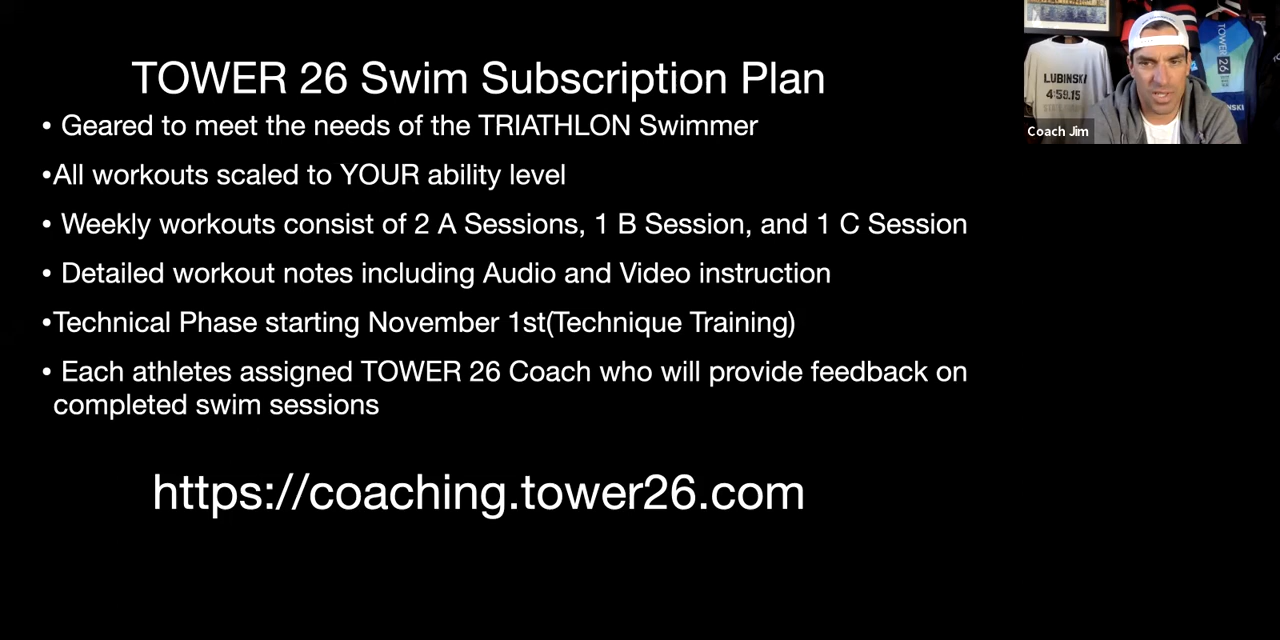 TOWER 26 Swim Subscription Plan
• Geared to meet the needs of the TRIATHLON Swimmer
•All workouts scaled to YOUR ability level
• Weekly workouts consist of 2 A Sessions, 1 B Session, and 1 C Session
• Detailed workout notes including Audio and Video instruction
•Technical Phase starting November 1st(Technique Training)
• Each athletes assigned TOWER 26 Coach who will provide feedback on
completed swim sessions
https://coaching.tower26.com
LUBINSKI
4:59.15
TOWER 26
Coach Jim